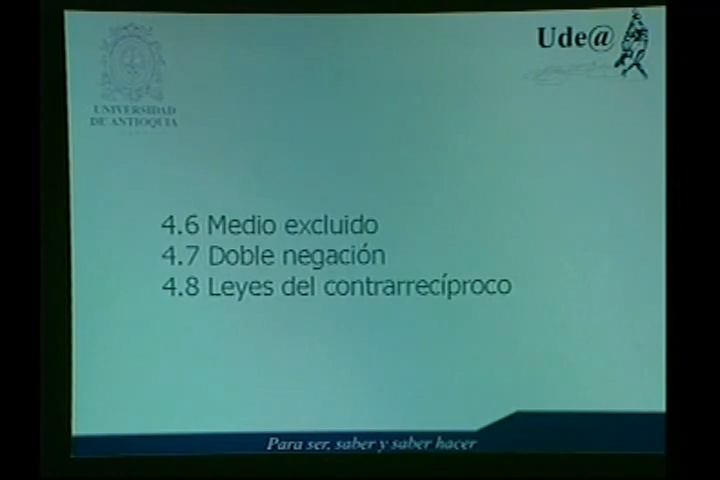 UNIVERSIDAD
DE ANTIOQUIA
Ude@
4.6 Medio excluido
4.7 Doble negación
4.8 Leyes del contrarrecíproco
Para ser, saber y saber hacer